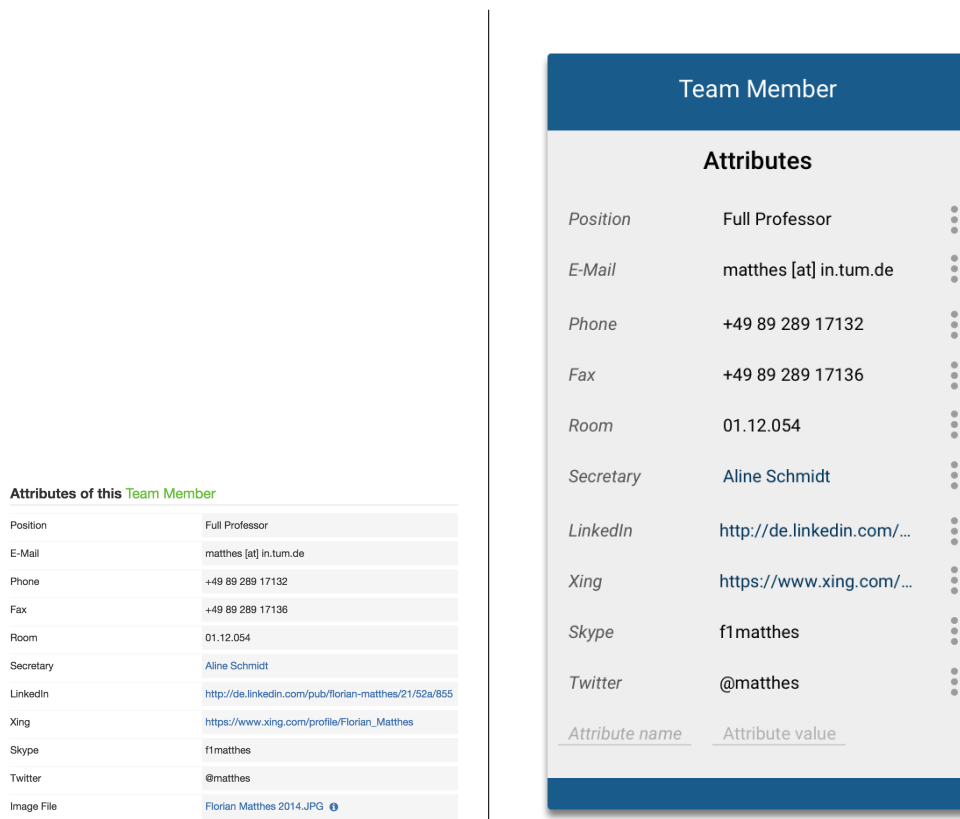 Attributes of this Team Member
Position Full Professor
E-Mail matthes [at] in.tum.de
Phone +49 89 289 17132
Fax +49 89 289 17136
Room 01.12.054
Secretary Aline Schmidt
LinkedIn http://de.linkedin.com/pub/florian-matthes/21/52a/855
Xing https://www.xing.com/profile/Florian_Matthes
Skype f1matthes
Twitter @matthes
Image File Florian Matthes 2014.JPG
Team Member
Attributes
Position Full Professor
E-Mail matthes [at] in.tum.de
Phone +49 89 289 17132
Fax +49 89 289 17136
Room 01.12.054
Secretary Aline Schmidt
LinkedIn http://de.linkedin.com/...
Xing https://www.xing.com/...
Skype f1matthes
Twitter @matthes
Attribute name Attribute value